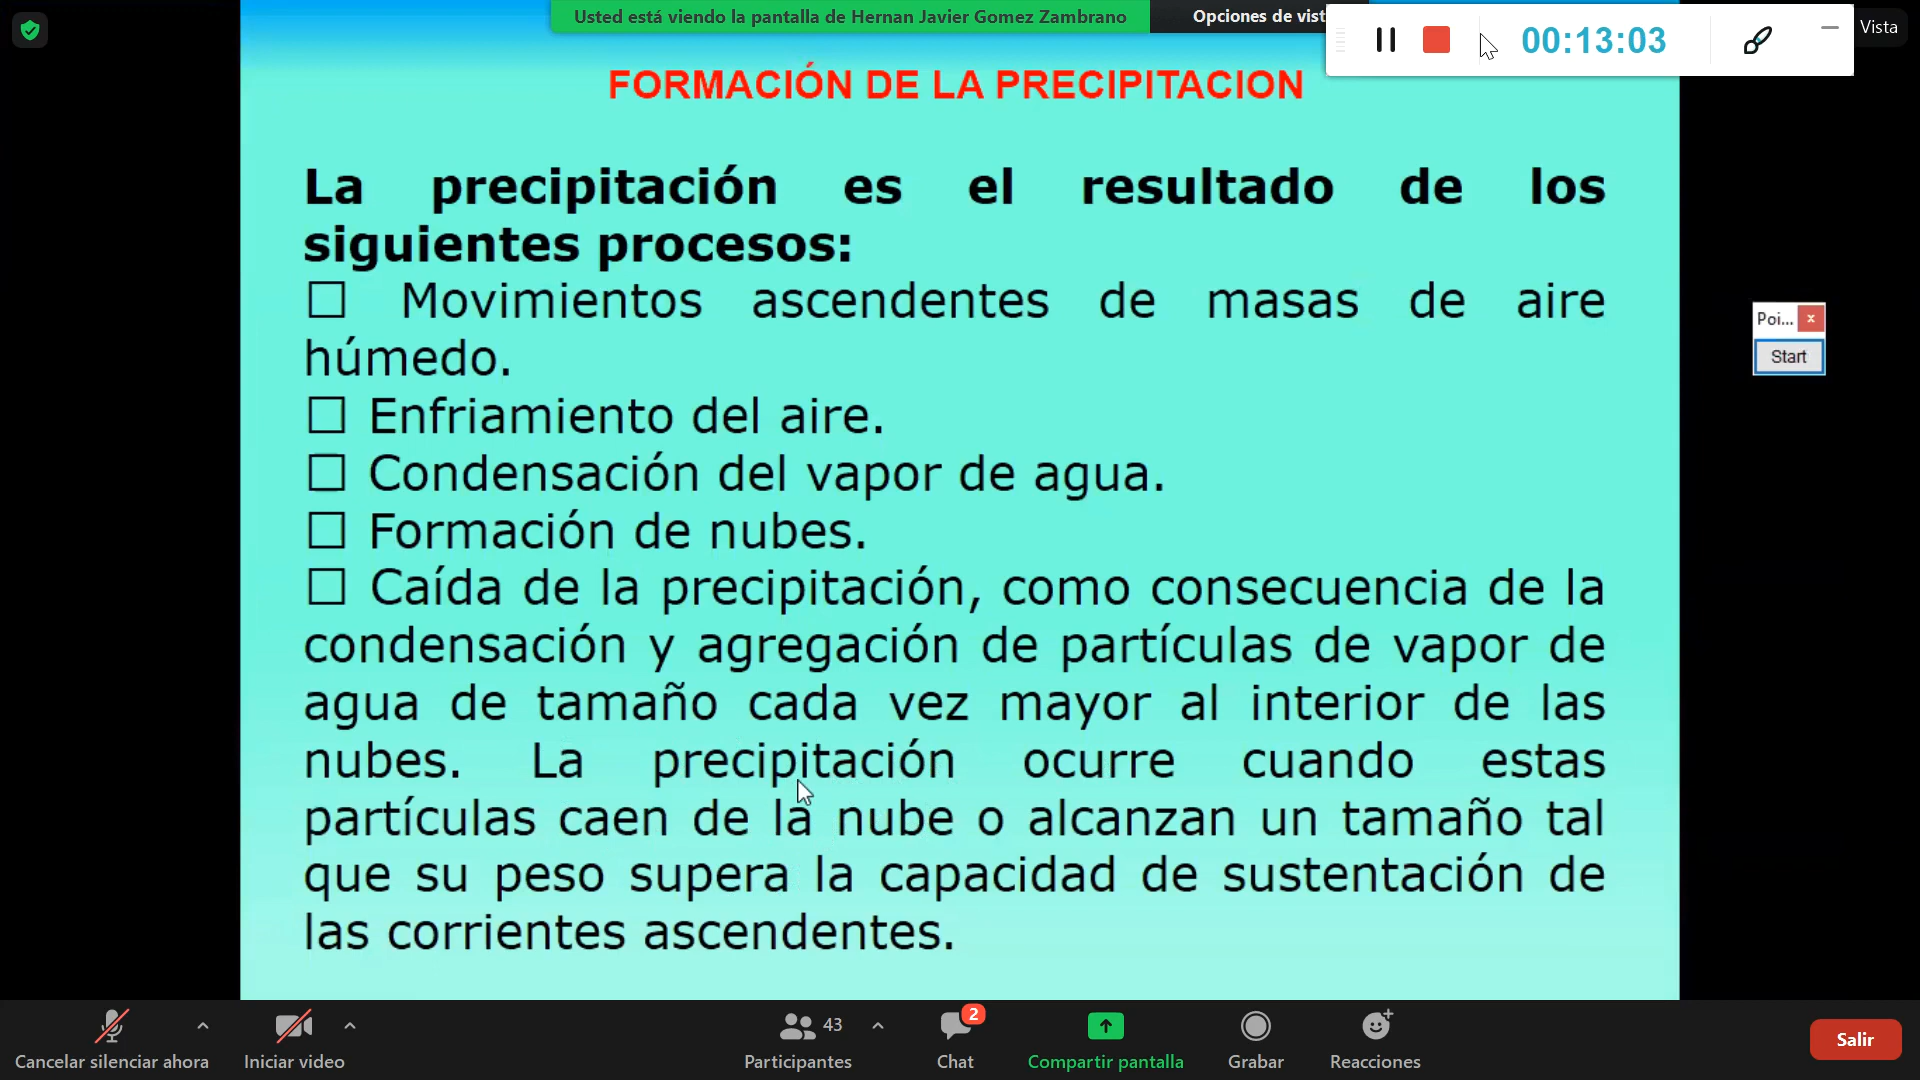 Usted está viendo la pantalla de Hernan Javier Gomez Zambrano
Opciones de vist
00:13:03
Vista
FORMACIÓN DE LA PRECIPITACION
La precipitación es el resultado de los
siguientes procesos:
☐ Movimientos ascendentes de masas de aire
húmedo.
☐ Enfriamiento del aire.
☐ Condensación del vapor de agua.
☐ Formación de nubes.
☐ Caída de la precipitación, como consecuencia de la
condensación y agregación de partículas de vapor de
agua de tamaño cada vez mayor al interior de las
nubes. La precipitación ocurre cuando estas
partículas caen de la nube o alcanzan un tamaño tal
que su peso supera la capacidad de sustentación de
las corrientes ascendentes.
Poi... x
Start
Cancelar silenciar ahora
Iniciar video
43
Participantes
2
Chat
Compartir pantalla
Grabar
Reacciones
Salir